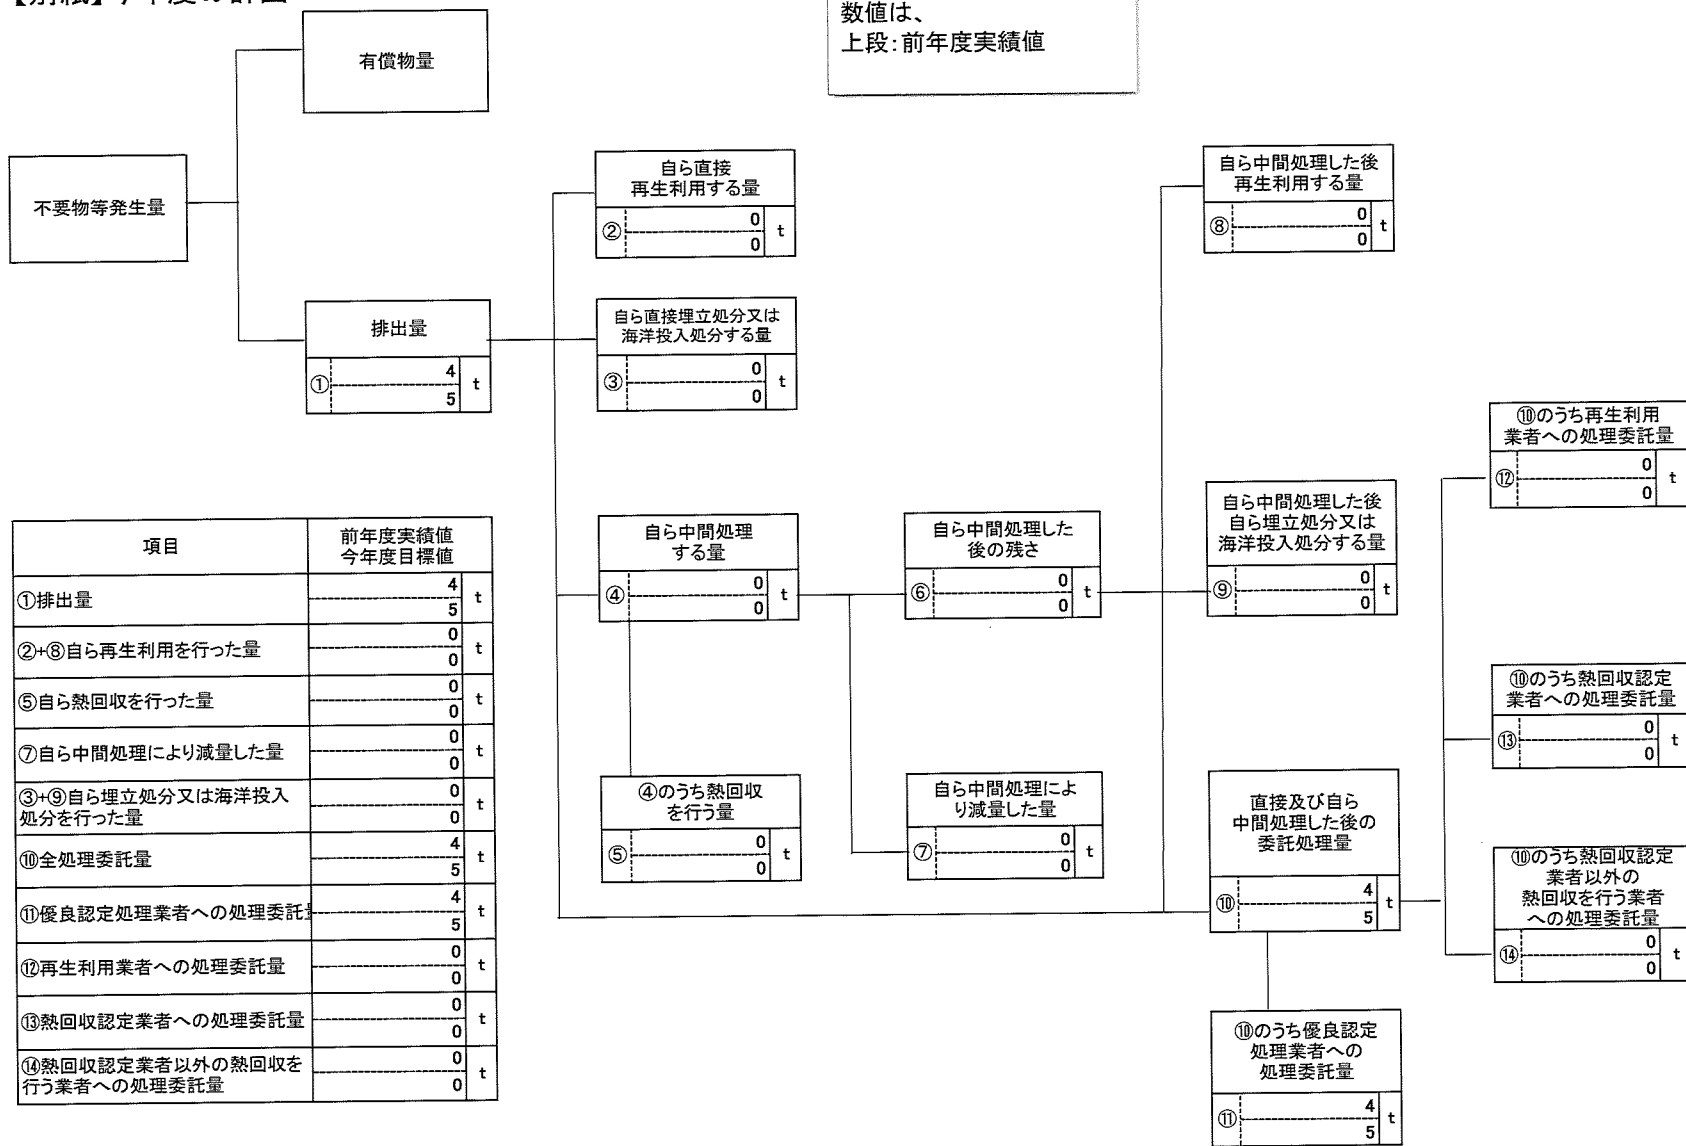 数値は、
上段:前年度実績値
有償物量
不要物等発生量
排出量
① 4 t
5
自ら直接
再生利用する量
② 0 t
0
自ら直接埋立処分又は
海洋投入処分する量
③ 0 t
0
自ら中間処理
する量
④ 0 t
0
④のうち熱回収
を行う量
⑤ 0 t
0
自ら中間処理した
後の残さ
⑥ 0 t
0
自ら中間処理によ
り減量した量
⑦ 0 t
0
自ら中間処理した後
再生利用する量
⑧ 0 t
0
自ら中間処理した後
自ら埋立処分又は
海洋投入処分する量
⑨ 0 t
0
直接及び自ら
中間処理した後の
委託処理量
⑩ 4 t
5
⑩のうち優良認定
処理業者への
処理委託量
⑪ 4 t
5
⑩のうち再生利用
業者への処理委託量
⑫ 0 t
0
⑩のうち熱回収認定
業者への処理委託量
⑬ 0 t
0
⑩のうち熱回収認定
業者以外の
熱回収を行う業者
への処理委託量
⑭ 0 t
0
項目 前年度実績値
今年度目標値
①排出量 4 t
5
②+⑧自ら再生利用を行った量 0 t
0
⑤自ら熱回収を行った量 0 t
0
⑦自ら中間処理により減量した量 0 t
0
③+⑨自ら埋立処分又は海洋投入 0 t
処分を行った量 0
⑩全処理委託量 4 t
5
⑪優良認定処理業者への処理委託 4 t
5
⑫再生利用業者への処理委託量 0 t
0
⑬熱回収認定業者への処理委託量 0 t
0
⑭熱回収認定業者以外の熱回収を 0 t
行う業者への処理委託量 0